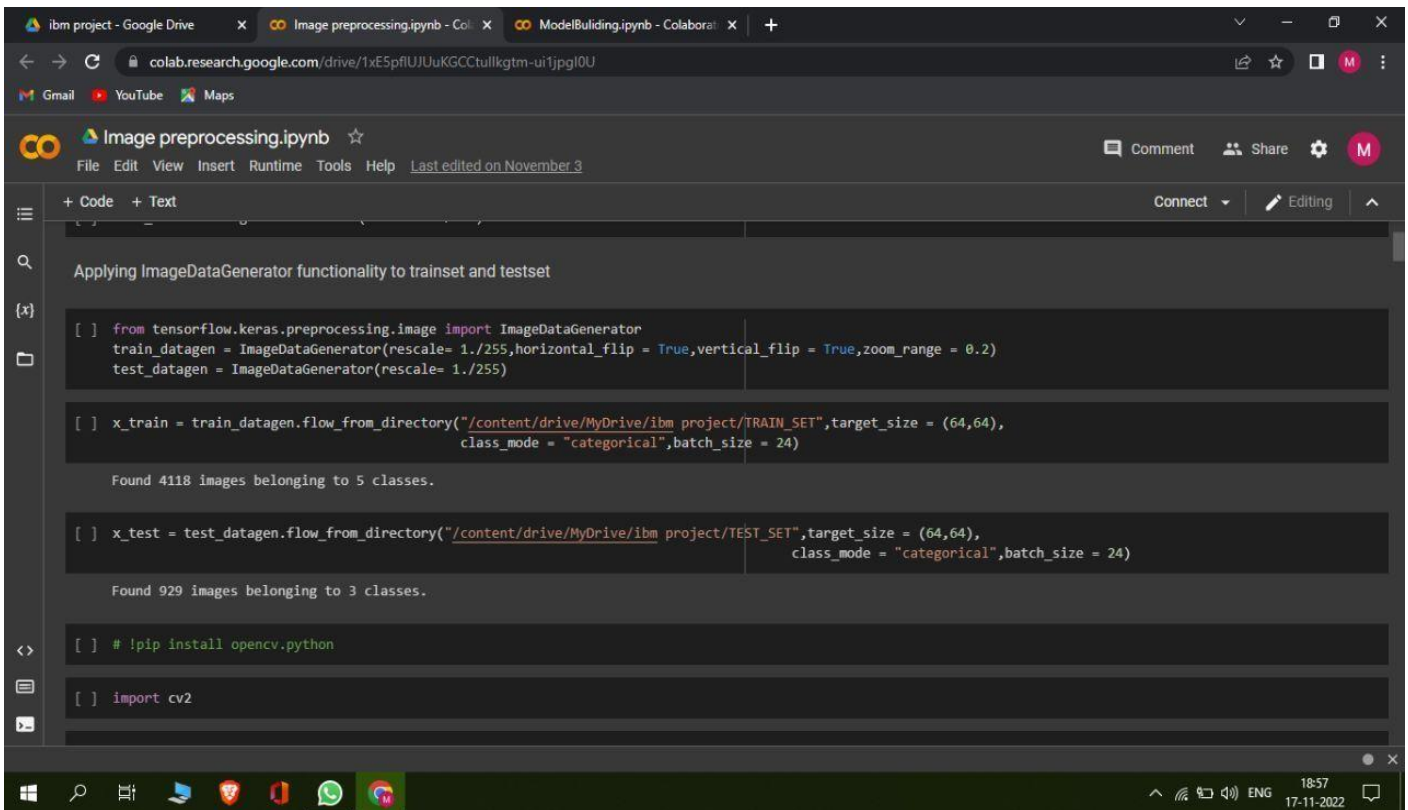 ibm project - Google Drive
Image preprocessing.ipynb - Col
ModelBuliding.ipynb - Colaborat
colab.research.google.com/drive/1xE5pflUJUuKGCCtullkgtm-ui1jpgl0U
M
Gmail
YouTube
Maps
CO
Image preprocessing.ipynb
File Edit View Insert Runtime Tools Help Last edited on November 3
Comment
Share
M
+ Code + Text
Connect
Editing
Applying ImageDataGenerator functionality to trainset and testset
{x}
[ ] from tensorflow.keras.preprocessing.image import ImageDataGenerator
train_datagen = ImageDataGenerator(rescale= 1./255,horizontal_flip = True,vertical_flip = True,zoom_range = 0.2)
test_datagen = ImageDataGenerator(rescale= 1./255)
[ ] x_train = train_datagen.flow_from_directory("/content/drive/MyDrive/ibm project/TRAIN_SET",target_size = (64,64),
class_mode = "categorical",batch_size = 24)
Found 4118 images belonging to 5 classes.
[ ] x_test = test_datagen.flow_from_directory("/content/drive/MyDrive/ibm project/TEST_SET",target_size = (64,64),
class_mode = "categorical",batch_size = 24)
Found 929 images belonging to 3 classes.
[ ] # !pip install opencv.python
[ ] import cv2
ENG
18:57
17-11-2022